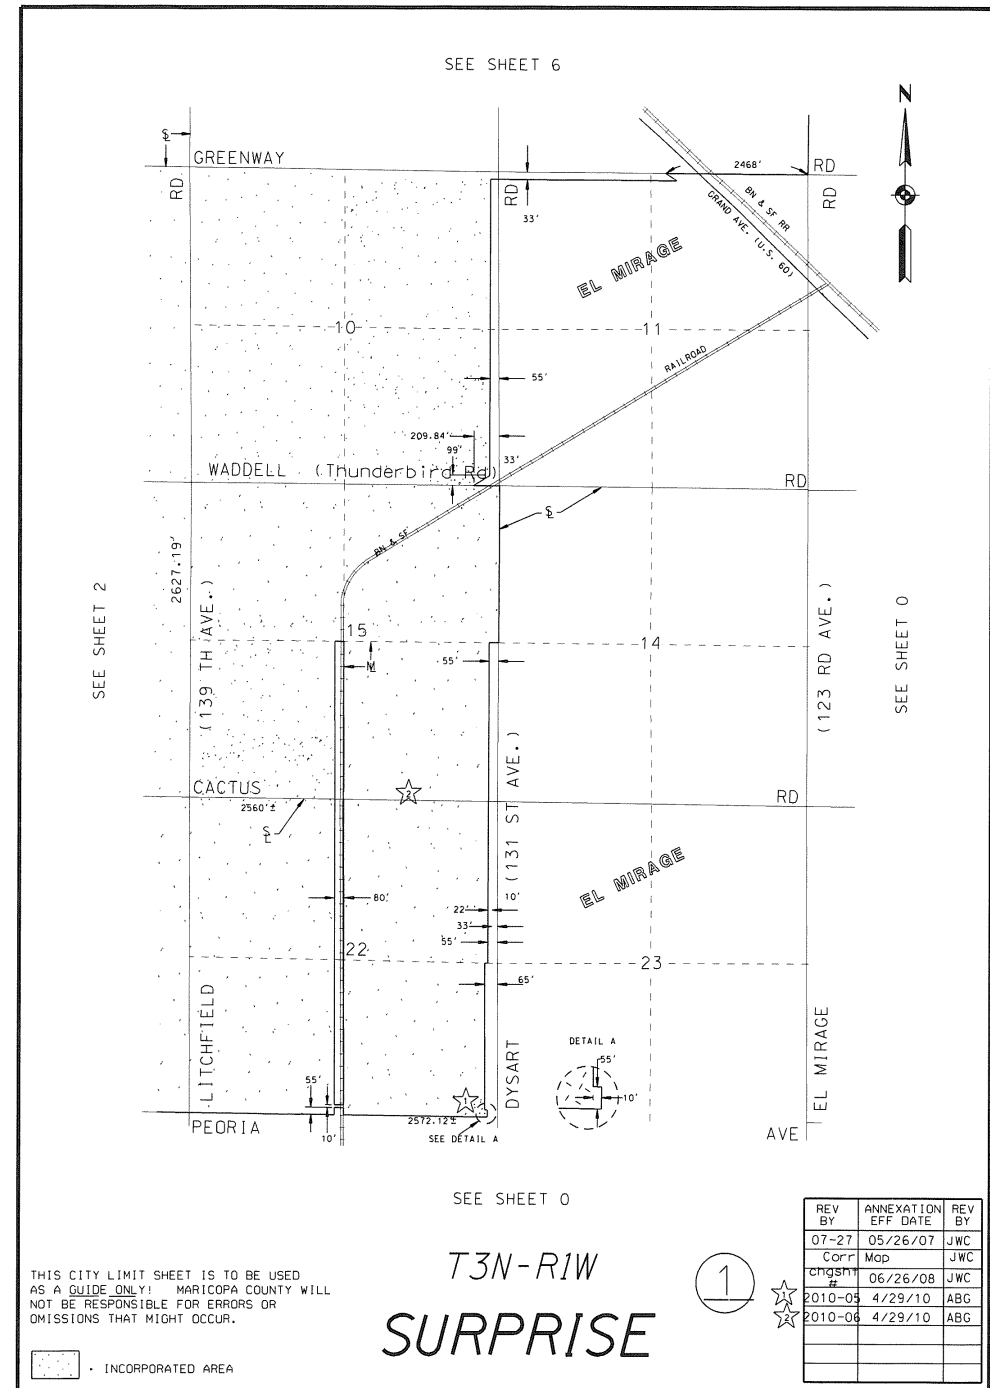 SEE SHEET 6
N
GREENWAY
RD
RD
RD
RD
2468'
33'
BN & SF RR
GRAND AVE. (U.S. 60)
EL MIRAGE
10
11
RAILROAD
55'
209.84'
99'
33'
WADDELL (Thunderbird Rd)
RD
BN & SF
2627.19'
SEE SHEET 2
(139 TH AVE.)
15
14
55'
(123 RD AVE.)
SEE SHEET 0
CACTUS
RD
2560'±
2
(131 ST AVE.)
EL MIRAGE
80'
10'
22'
33'
55'
22
23
65'
LITCHFIELD
DYSART
EL MIRAGE
DETAIL A
55'
10'
55'
10'
1
2572.12'±
SEE DETAIL A
PEORIA
AVE
SEE SHEET 0
T3N-R1W
1
SURPRISE
THIS CITY LIMIT SHEET IS TO BE USED
AS A GUIDE ONLY! MARICOPA COUNTY WILL
NOT BE RESPONSIBLE FOR ERRORS OR
OMISSIONS THAT MIGHT OCCUR.
- INCORPORATED AREA
REV BY ANNEXATION EFF DATE REV BY
07-27 05/26/07 JWC
Corr Map JWC
chgsht # 06/26/08 JWC
1 2010-05 4/29/10 ABG
2 2010-06 4/29/10 ABG